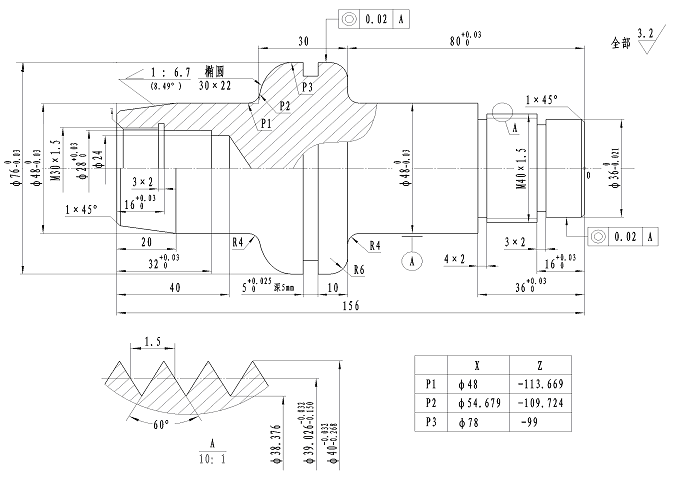 ◎ 0.02 A
30
80+0.03 0
全部 3.2
1 : 6.7
(8.49°)
椭圆
30×22
P3
P2
P1
1×45°
A
φ76 0 -0.03
φ48 0 -0.03
M30×1.5
φ28+0.03 0
φ24
φ48 0 -0.03
M40×1.5
φ36 0 -0.021
0
3×2
16+0.03 0
1×45°
R4
R4
◎ 0.02 A
20
3×2
A
32+0.03 0
R6
4×2
16+0.03 0
40
5+0.025 0
深5mm
10
36+0.03 0
156
1.5
60°
A
10: 1
φ38.376
φ39.026-0.032 -0.150
φ40-0.032 -0.268
X Z
P1 φ48 -113.669
P2 φ54.679 -109.724
P3 φ78 -99